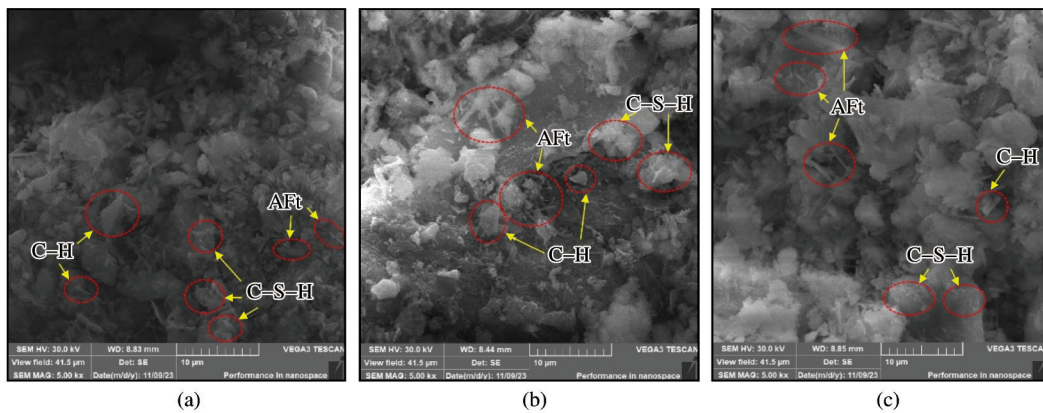 AFt
C–H
C–S–H
SEM HV: 30.0 kV WD: 8.83 mm VEGA3 TESCAN
View field: 41.5 µm Det: SE 10 µm
SEM MAG: 5.00 kx Date(m/d/y): 11/09/23 Performance in nanospace
(a)
C–S–H
AFt
C–H
SEM HV: 30.0 kV WD: 8.44 mm VEGA3 TESCAN
View field: 41.5 µm Det: SE 10 µm
SEM MAG: 5.00 kx Date(m/d/y): 11/09/23 Performance in nanospace
(b)
AFt
C–H
C–S–H
SEM HV: 30.0 kV WD: 8.85 mm VEGA3 TESCAN
View field: 41.5 µm Det: SE 10 µm
SEM MAG: 5.00 kx Date(m/d/y): 11/09/23 Performance in nanospace
(c)